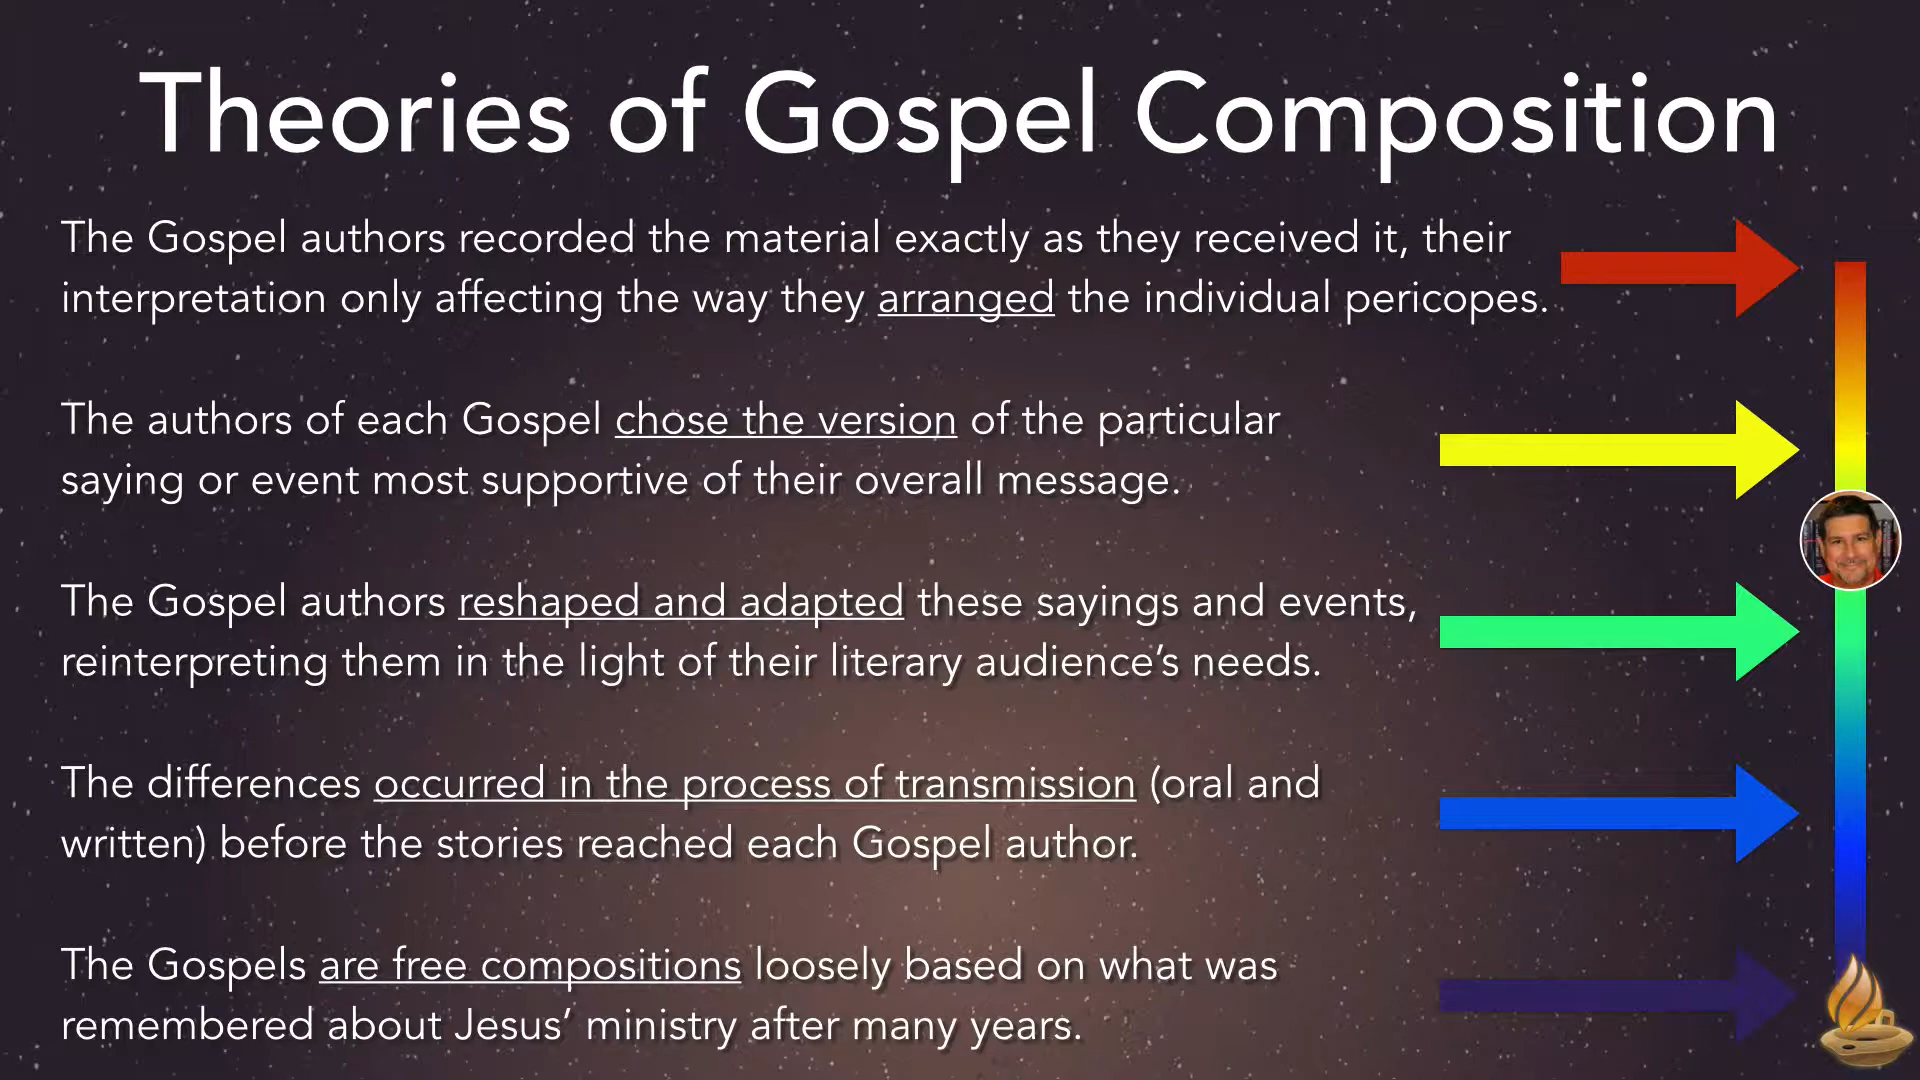 Theories of Gospel Composition
The Gospel authors recorded the material exactly as they received it, their
interpretation only affecting the way they arranged the individual pericopes.
The authors of each Gospel chose the version of the particular
saying or event most supportive of their overall message.
The Gospel authors reshaped and adapted these sayings and events,
reinterpreting them in the light of their literary audience’s needs.
The differences occurred in the process of transmission (oral and
written) before the stories reached each Gospel author.
The Gospels are free compositions loosely based on what was
remembered about Jesus’ ministry after many years.